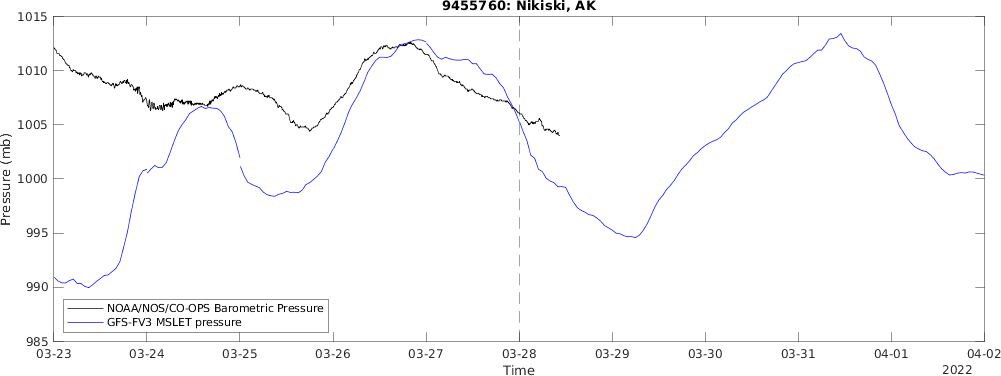 9455760: Nikiski, AK
1015
1010
1005
1000
995
990
985
Pressure (mb)
NOAA/NOS/CO-OPS Barometric Pressure
GFS-FV3 MSLET pressure
03-23 03-24 03-25 03-26 03-27 03-28 03-29 03-30 03-31 04-01 04-02
Time
2022